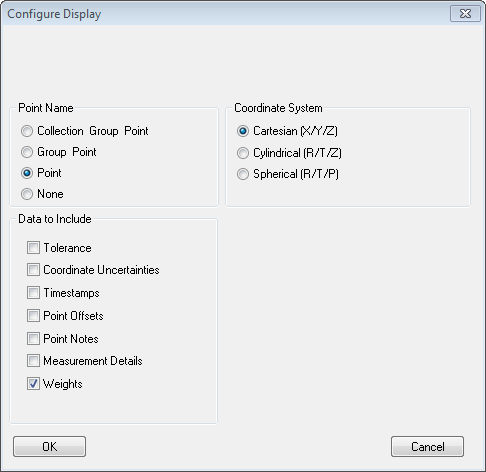 Configure Display
Point Name
Collection Group Point
Group Point
Point
None
Coordinate System
Cartesian (X/Y/Z)
Cylindrical (R/T/Z)
Spherical (R/T/P)
Data to Include
Tolerance
Coordinate Uncertainties
Timestamps
Point Offsets
Point Notes
Measurement Details
Weights
OK
Cancel